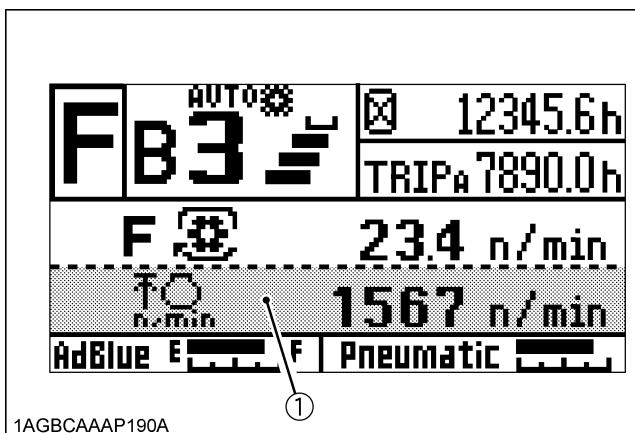 AUTO
F B3 12345.6h
TRIPA 7890.0h
F 23.4 n/min
n/min 1567 n/min
AdBlue E F Pneumatic
1
1AGBCAAAP190A